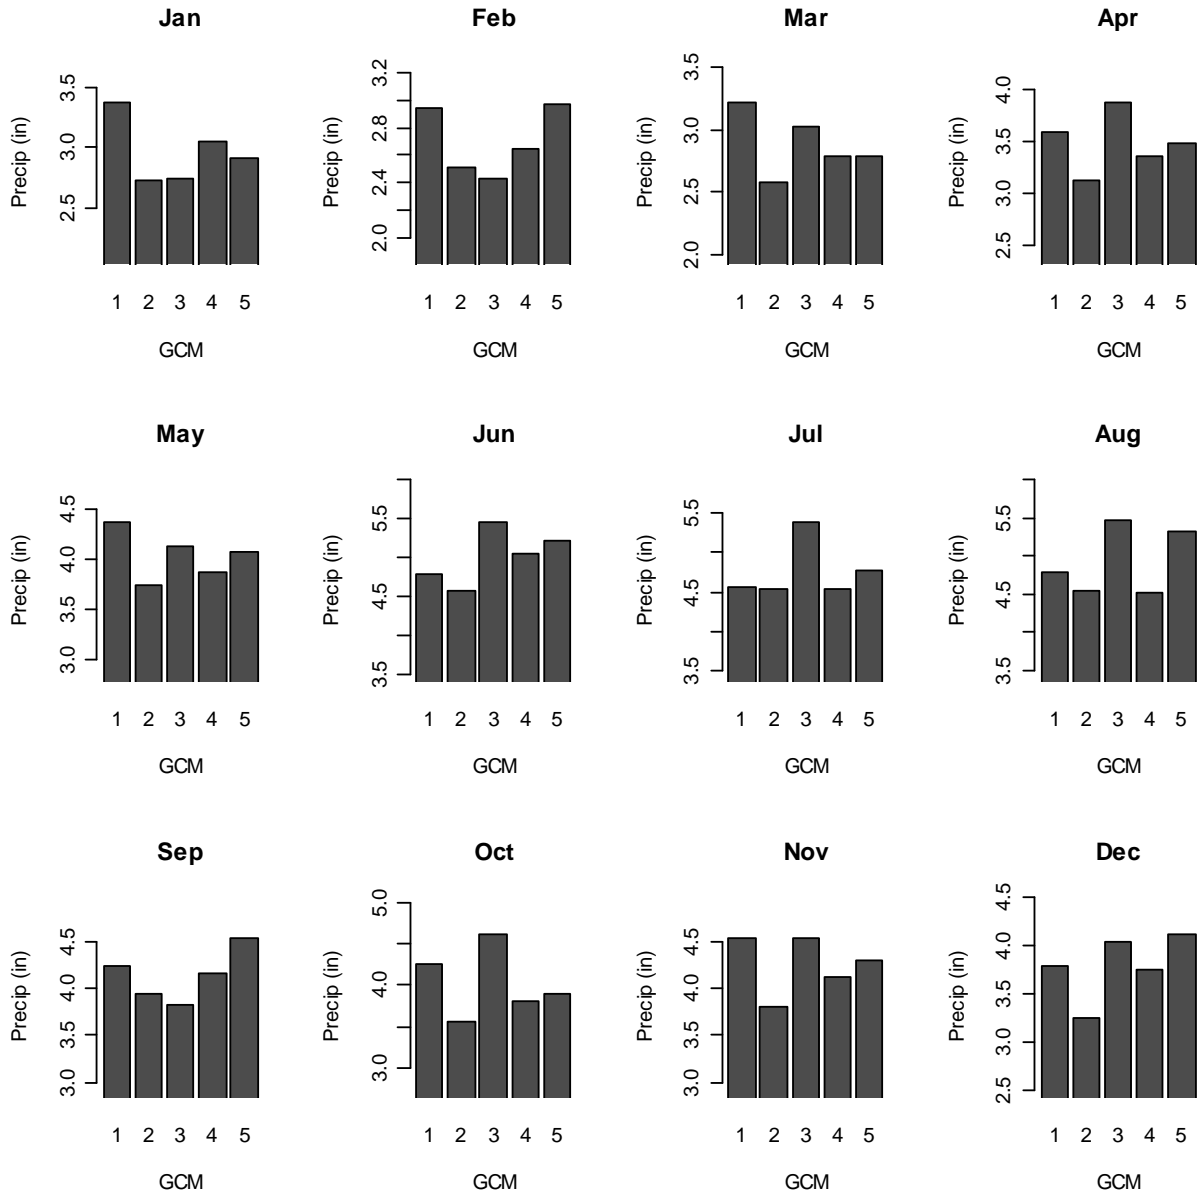 Jan Feb Mar Apr
Precip (in) 2.5 3.0 3.5
1 2 3 4 5
GCM
Precip (in) 2.0 2.4 2.8 3.2
1 2 3 4 5
GCM
Precip (in) 2.0 2.5 3.0 3.5
1 2 3 4 5
GCM
Precip (in) 2.5 3.0 3.5 4.0
1 2 3 4 5
GCM
May Jun Jul Aug
Precip (in) 3.0 3.5 4.0 4.5
1 2 3 4 5
GCM
Precip (in) 3.5 4.5 5.5
1 2 3 4 5
GCM
Precip (in) 3.5 4.5 5.5
1 2 3 4 5
GCM
Precip (in) 3.5 4.5 5.5
1 2 3 4 5
GCM
Sep Oct Nov Dec
Precip (in) 3.0 3.5 4.0 4.5
1 2 3 4 5
GCM
Precip (in) 3.0 4.0 5.0
1 2 3 4 5
GCM
Precip (in) 3.0 3.5 4.0 4.5
1 2 3 4 5
GCM
Precip (in) 2.5 3.0 3.5 4.0 4.5
1 2 3 4 5
GCM